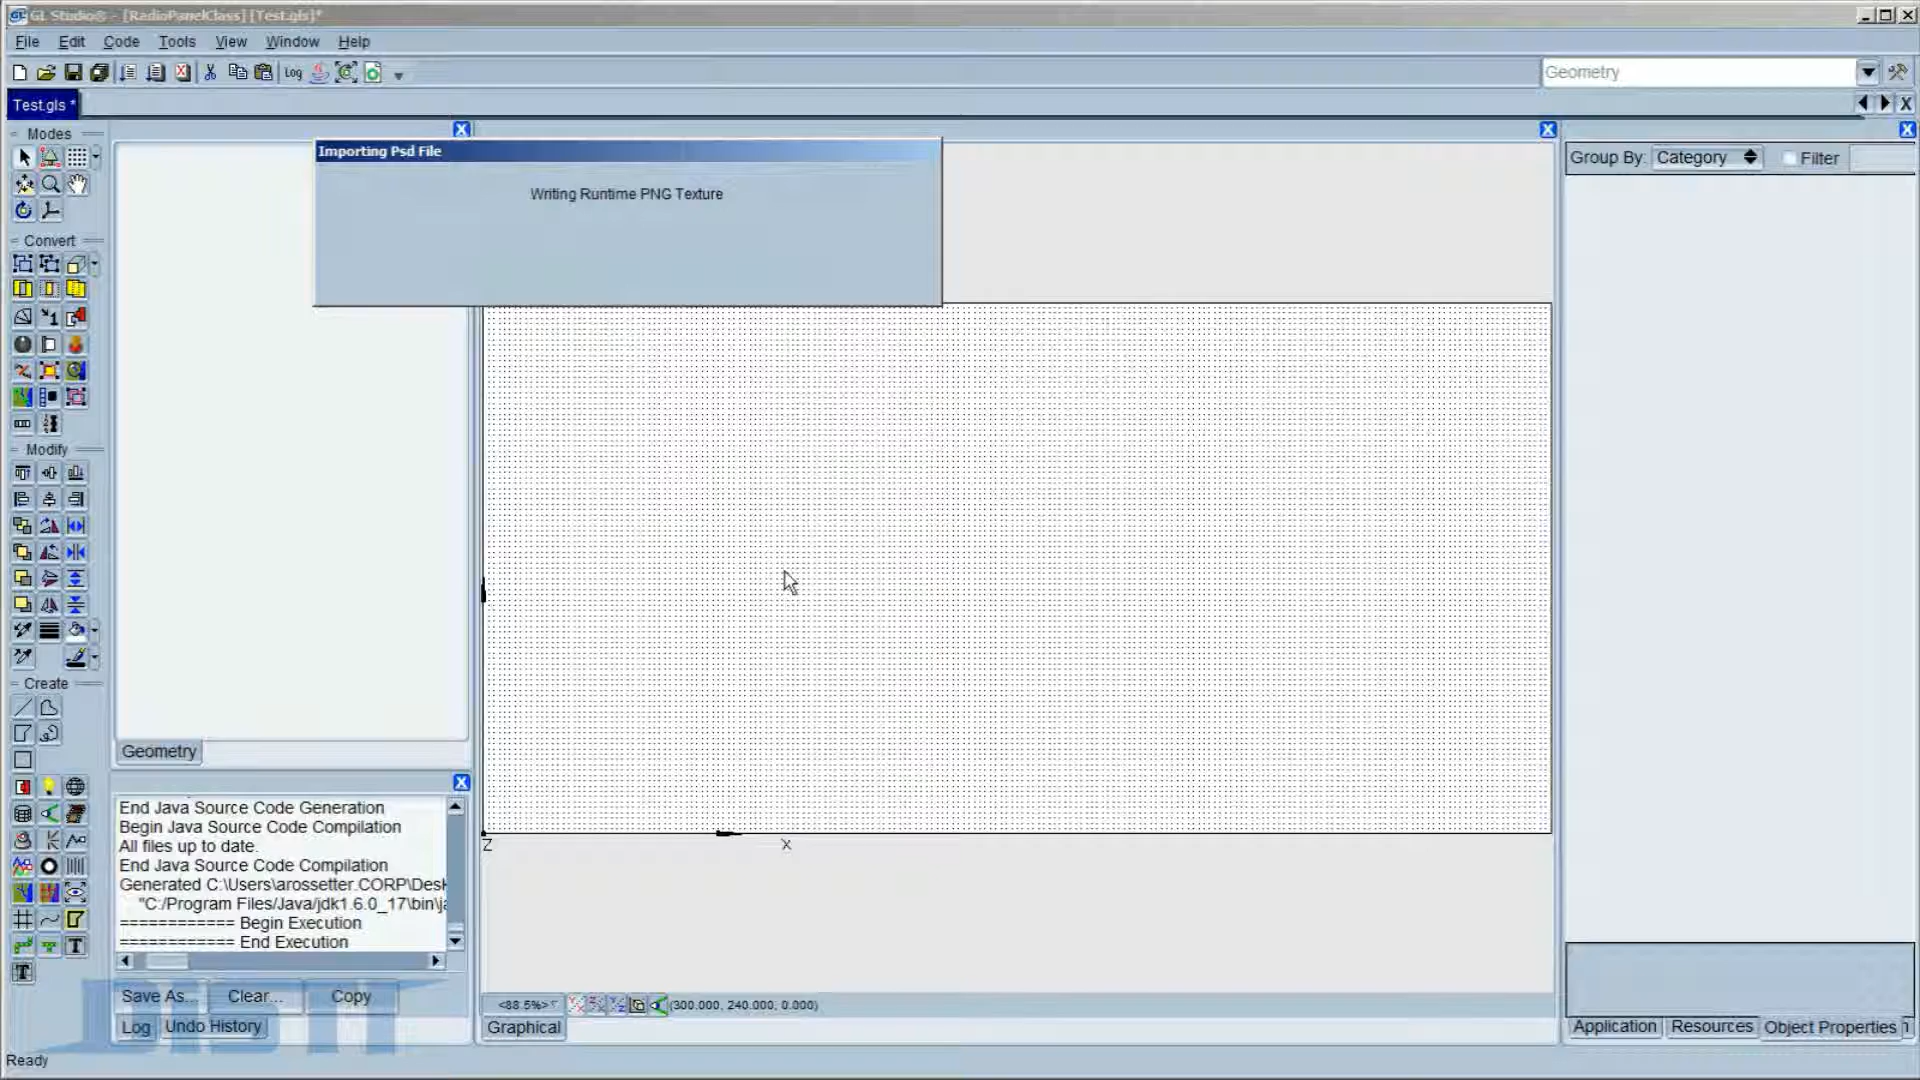 GL Studio® - [RadioPanelClass] [Test.gls]*
File Edit Code Tools View Window Help
Log
Geometry
Test.gls *
Modes
Importing Psd File
Group By: Category Filter
Writing Runtime PNG Texture
Convert
Modify
Create
Geometry
End Java Source Code Generation
Begin Java Source Code Compilation
All files up to date.
End Java Source Code Compilation
Generated C:\Users\arossetter.CORP\Desk
"C:/Program Files/Java/jdk1.6.0_17\bin\ja
============ Begin Execution
============ End Execution
Z X
Save As... Clear... Copy
<88.5%> (300.000, 240.000, 0.000)
Log Undo History
Graphical
Application Resources Object Properties
DISTI
Ready